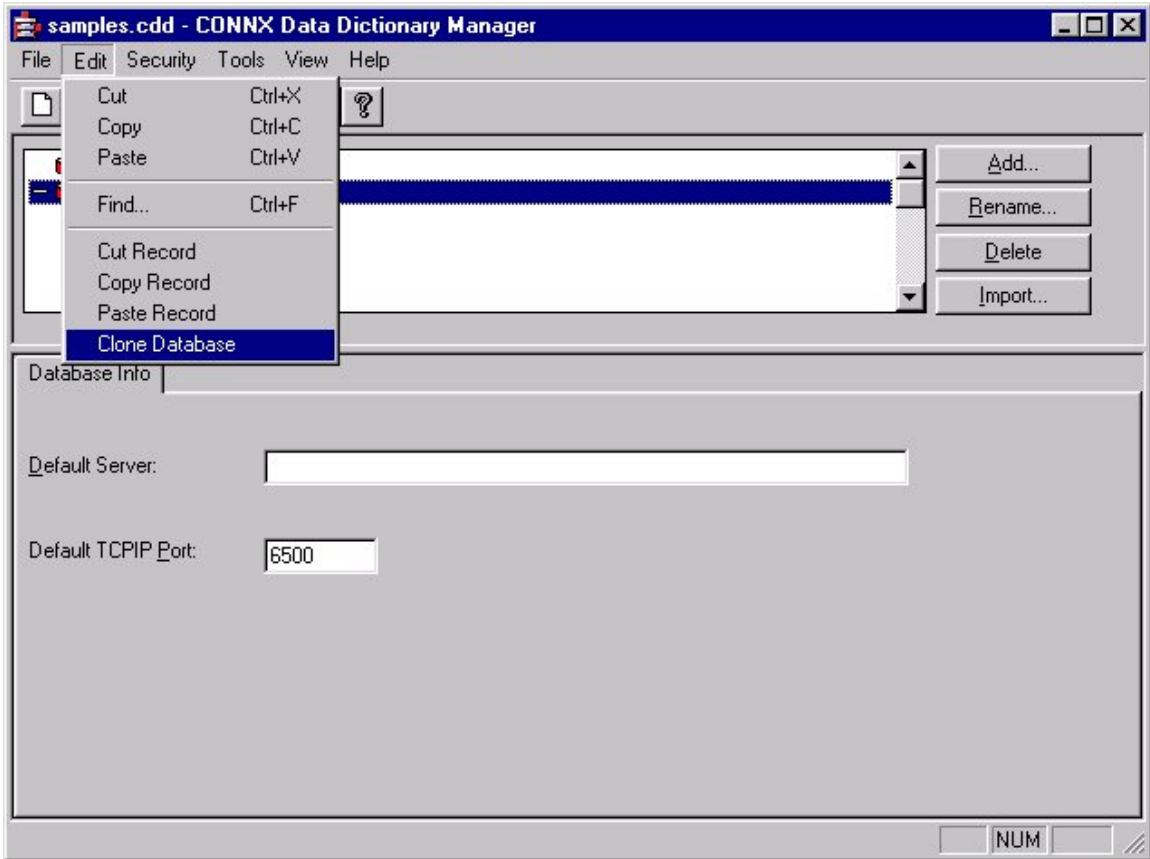 samples.cdd - CONNX Data Dictionary Manager
File Edit Security Tools View Help
Cut Ctrl+X
Copy Ctrl+C
Paste Ctrl+V
Find... Ctrl+F
Cut Record
Copy Record
Paste Record
Clone Database
Add...
Rename...
Delete
Import...
Database Info
Default Server:
Default TCPIP Port: 6500
NUM